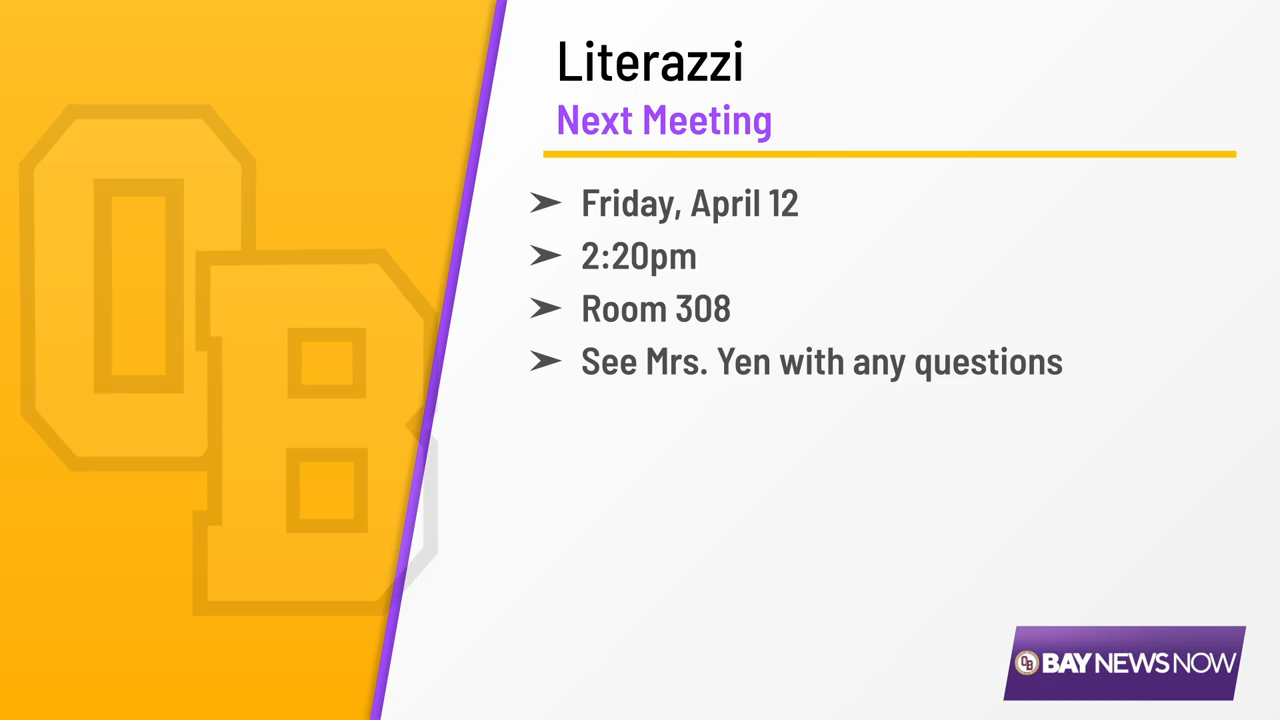 Literazzi
Next Meeting
➢ Friday, April 12
➢ 2:20pm
➢ Room 308
➢ See Mrs. Yen with any questions
OB
OB BAY NEWS NOW